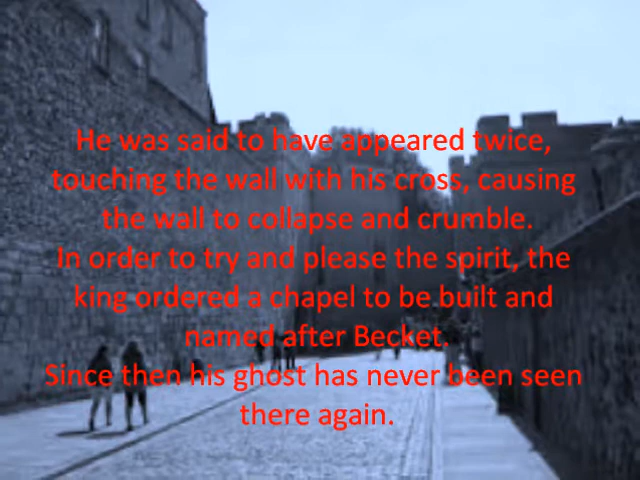 He was said to have appeared twice,
touching the wall with his cross, causing
the wall to collapse and crumble.
In order to try and please the spirit, the
king ordered a chapel to be.built and
named after Becket.
Since then his ghost has never been seen
there again.